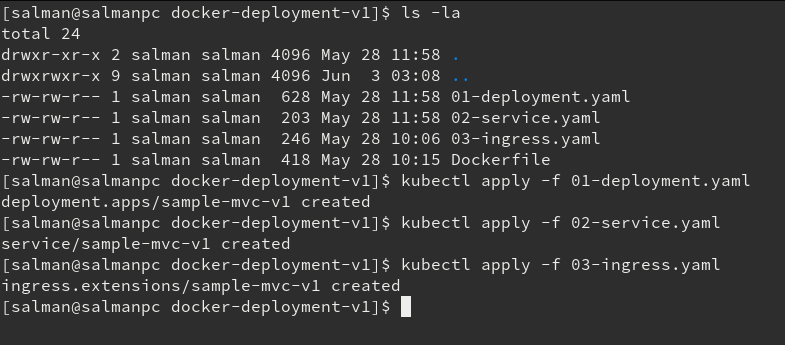 [salman@salmanpc docker-deployment-v1]$ ls -la
total 24
drwxr-xr-x 2 salman salman 4096 May 28 11:58 .
drwxrwxr-x 9 salman salman 4096 Jun  3 03:08 ..
-rw-rw-r-- 1 salman salman  628 May 28 11:58 01-deployment.yaml
-rw-rw-r-- 1 salman salman  203 May 28 11:58 02-service.yaml
-rw-rw-r-- 1 salman salman  246 May 28 10:06 03-ingress.yaml
-rw-rw-r-- 1 salman salman  418 May 28 10:15 Dockerfile
[salman@salmanpc docker-deployment-v1]$ kubectl apply -f 01-deployment.yaml
deployment.apps/sample-mvc-v1 created
[salman@salmanpc docker-deployment-v1]$ kubectl apply -f 02-service.yaml
service/sample-mvc-v1 created
[salman@salmanpc docker-deployment-v1]$ kubectl apply -f 03-ingress.yaml
ingress.extensions/sample-mvc-v1 created
[salman@salmanpc docker-deployment-v1]$